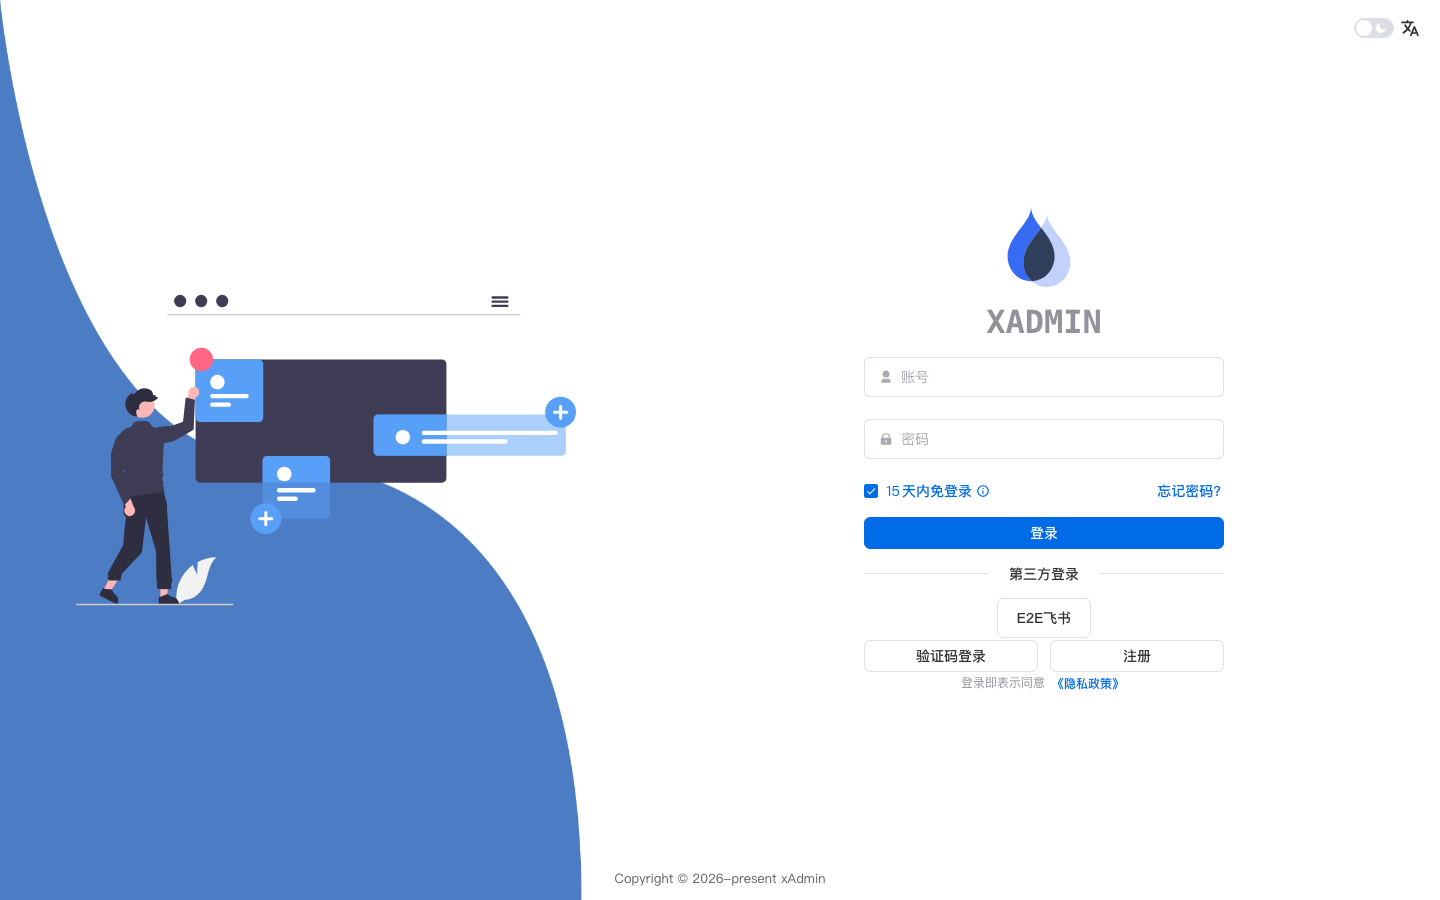 XADMIN
账号
密码
15 天内免登录 忘记密码?
登录
第三方登录
E2E飞书
验证码登录 注册
登录即表示同意 《隐私政策》
Copyright © 2026-present xAdmin